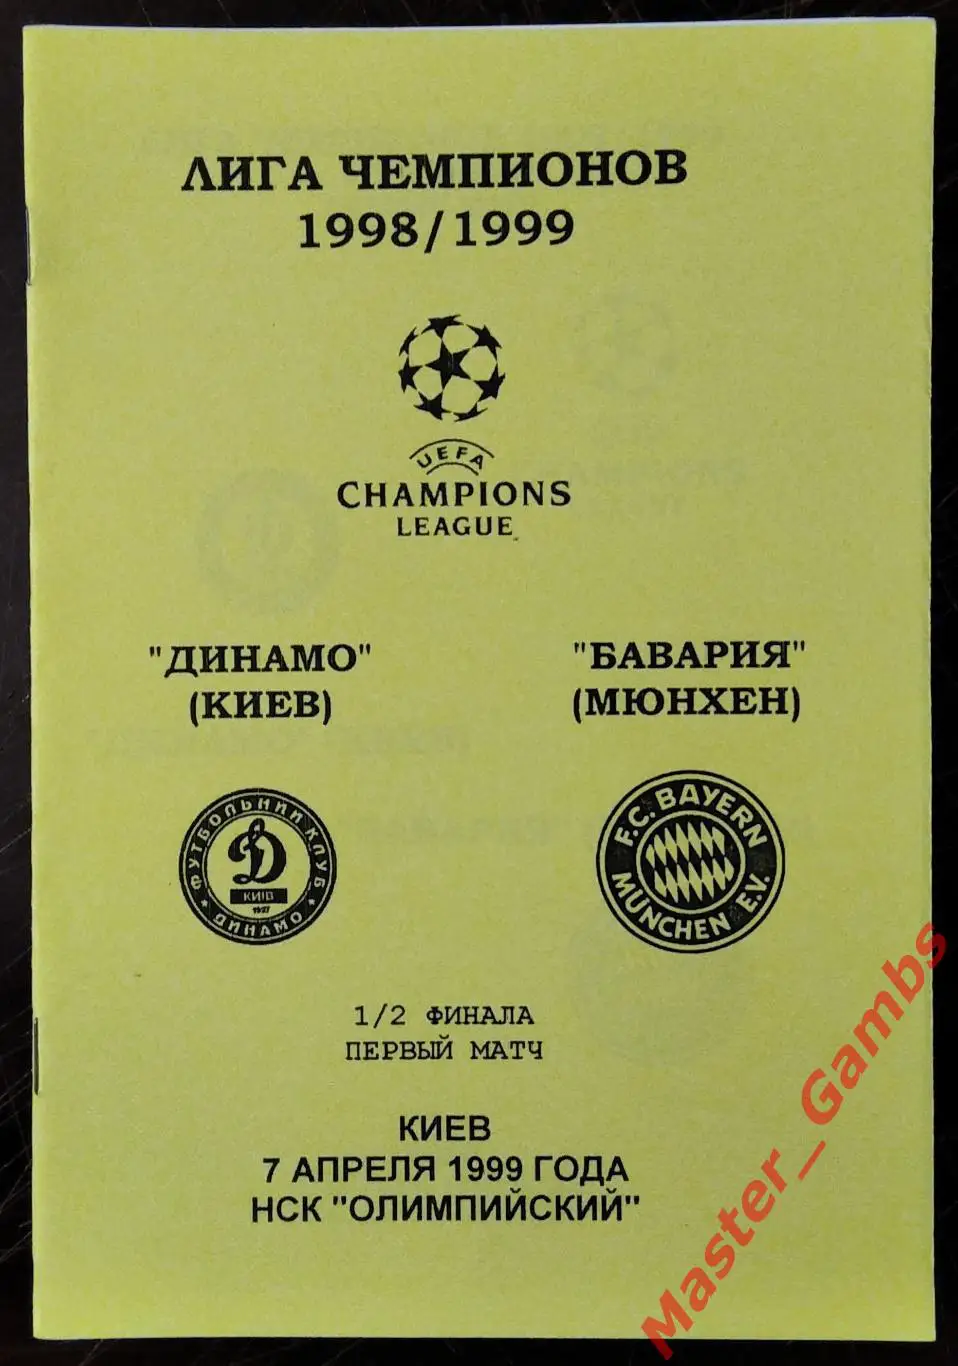 ЛИГА ЧЕМПИОНОВ
1998/1999
UEFA
CHAMPIONS
LEAGUE
"ДИНАМО"
(КИЕВ)
"БАВАРИЯ"
(МЮНХЕН)
ФУТБОЛЬНИЙ КЛУБ
Д
КИЇВ
1927
ДИНАМО
F.C. BAYERN
MÜNCHEN E.V.
1/2 ФИНАЛА
ПЕРВЫЙ МАТЧ
КИЕВ
7 АПРЕЛЯ 1999 ГОДА
НСК "ОЛИМПИЙСКИЙ"
Master_Gambs